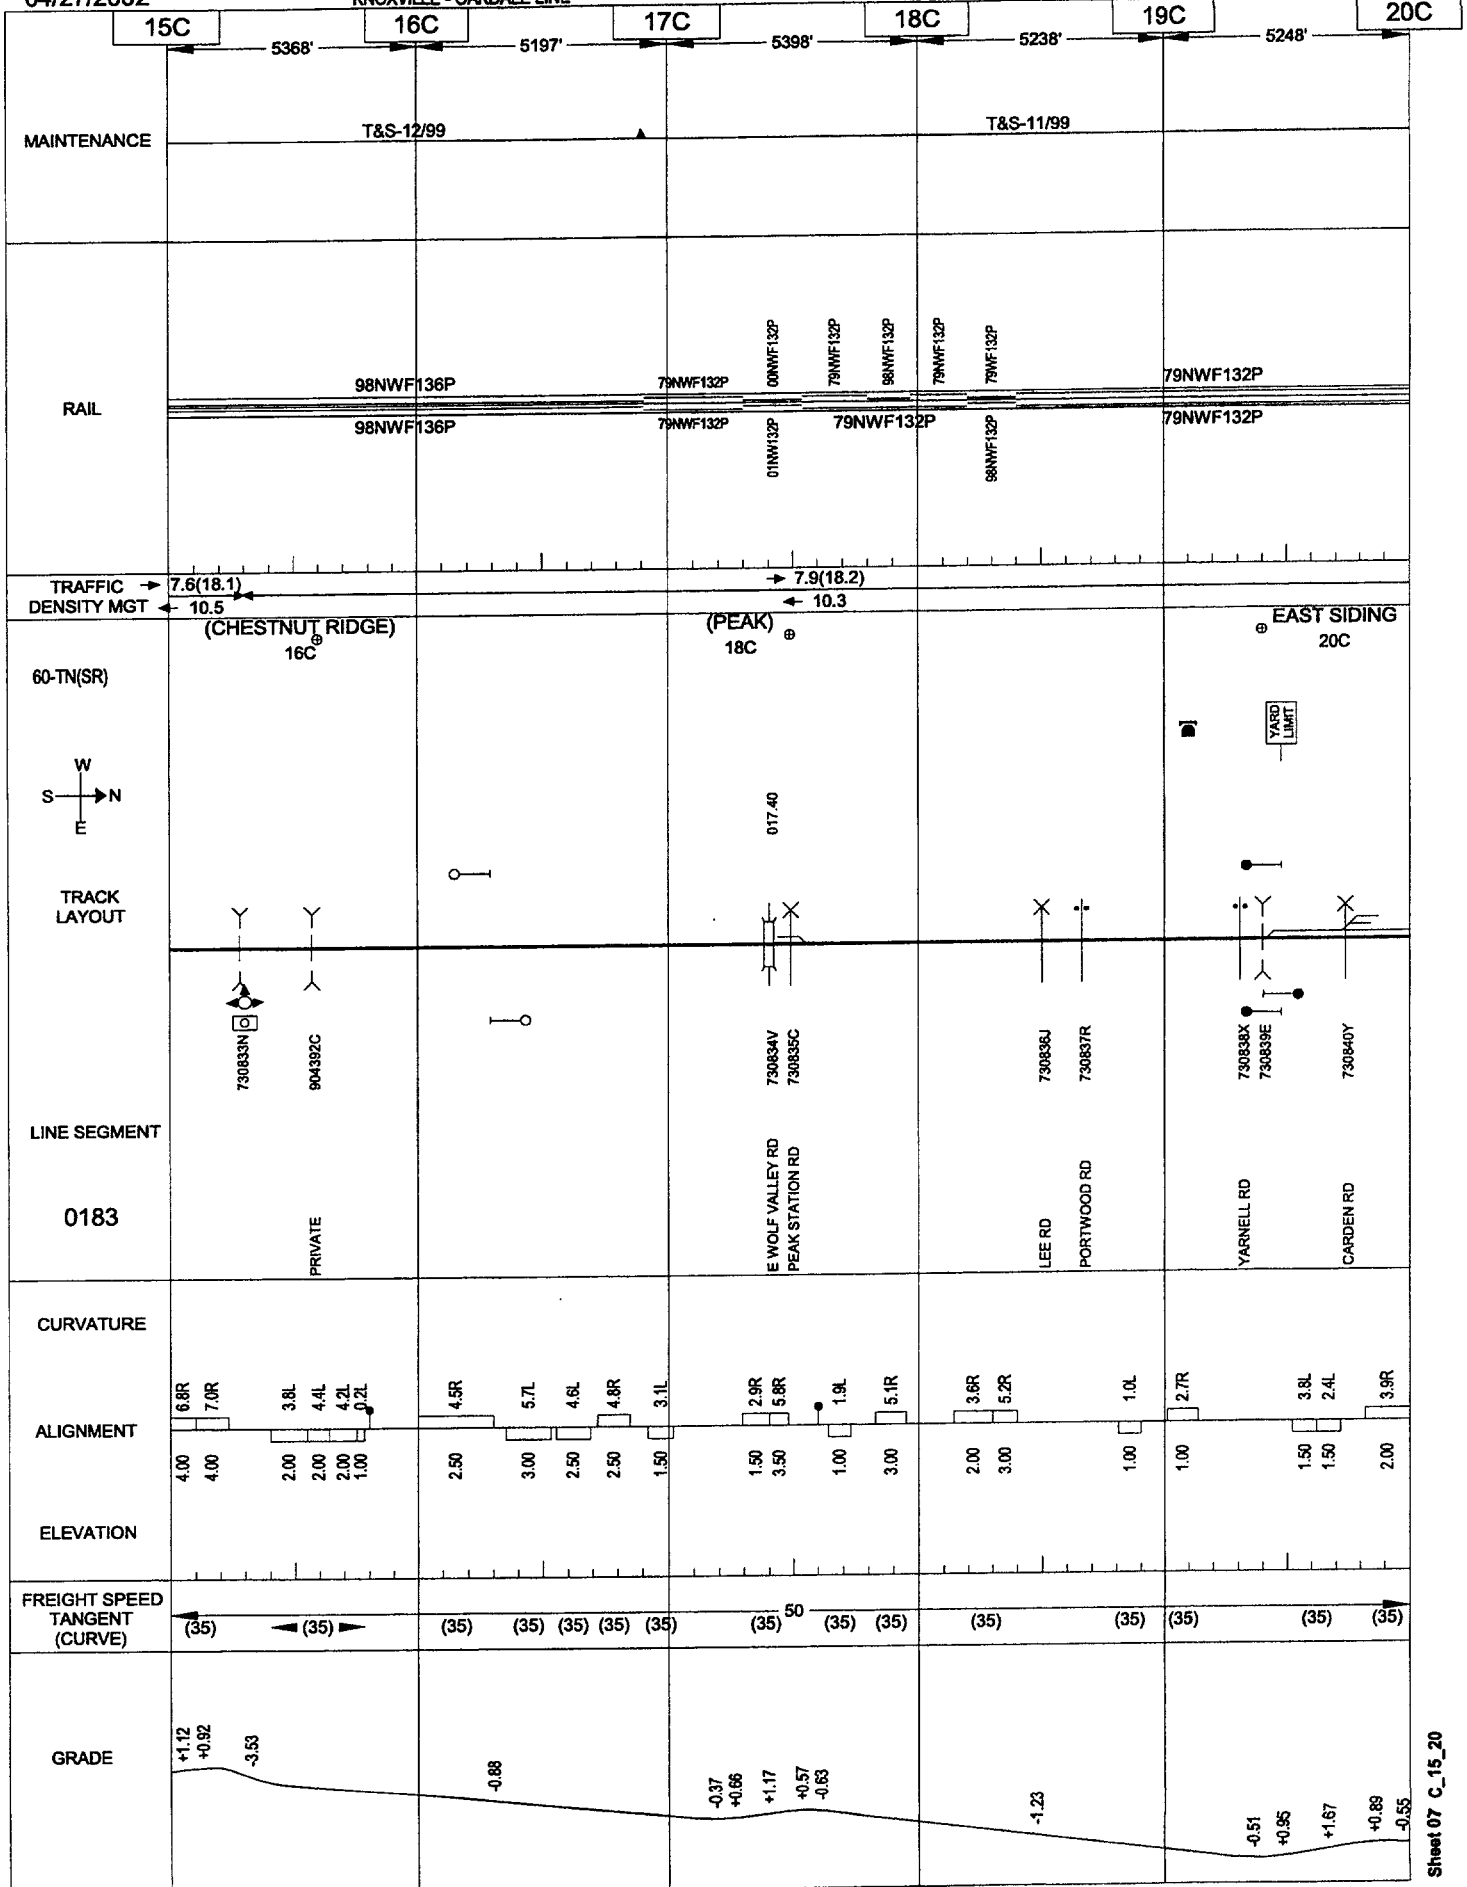 15C 16C 17C 18C 19C 20C
5368' 5197' 5398' 5238' 5248'
MAINTENANCE
T&S-12/99 T&S-11/99
RAIL
00NWF132P 79NWF132P 98NWF132P 79NWF132P 79WF132P
98NWF136P 79NWF132P 79NWF132P
98NWF136P 79NWF132P 79NWF132P 79NWF132P
01NW132P 98NWF132P
TRAFFIC 7.6(18.1) 7.9(18.2)
DENSITY MGT 10.5 10.3
(CHESTNUT RIDGE) (PEAK) EAST SIDING
16C 18C 20C
60-TN(SR)
YARD
LIMIT
W
S N
E
017.40
TRACK
LAYOUT
730833N 904392C 730834V 730835C 730836J 730837R 730838X 730839E 730840Y
LINE SEGMENT
0183
PRIVATE E WOLF VALLEY RD PEAK STATION RD LEE RD PORTWOOD RD YARNELL RD CARDEN RD
CURVATURE
6.8R 7.0R 3.8L 4.4L 4.2L 0.2L 4.5R 5.7L 4.6L 4.8R 3.1L 2.9R 5.8R 1.9L 5.1R 3.6R 5.2R 1.0L 2.7R 3.8L 2.4L 3.9R
ALIGNMENT
4.00 4.00 2.00 2.00 2.00 1.00 2.50 3.00 2.50 2.50 1.50 1.50 3.50 1.00 3.00 2.00 3.00 1.00 1.00 1.50 1.50 2.00
ELEVATION
FREIGHT SPEED
TANGENT 50
(CURVE) (35) (35) (35) (35) (35) (35) (35) (35) (35) (35) (35) (35) (35) (35) (35)
GRADE
+1.12 +0.92 -3.53 -0.88 -0.37 +0.66 +1.17 +0.57 -0.63 -1.23 -0.51 +0.95 +1.67 +0.89 -0.55
Sheet 07 C_15_20